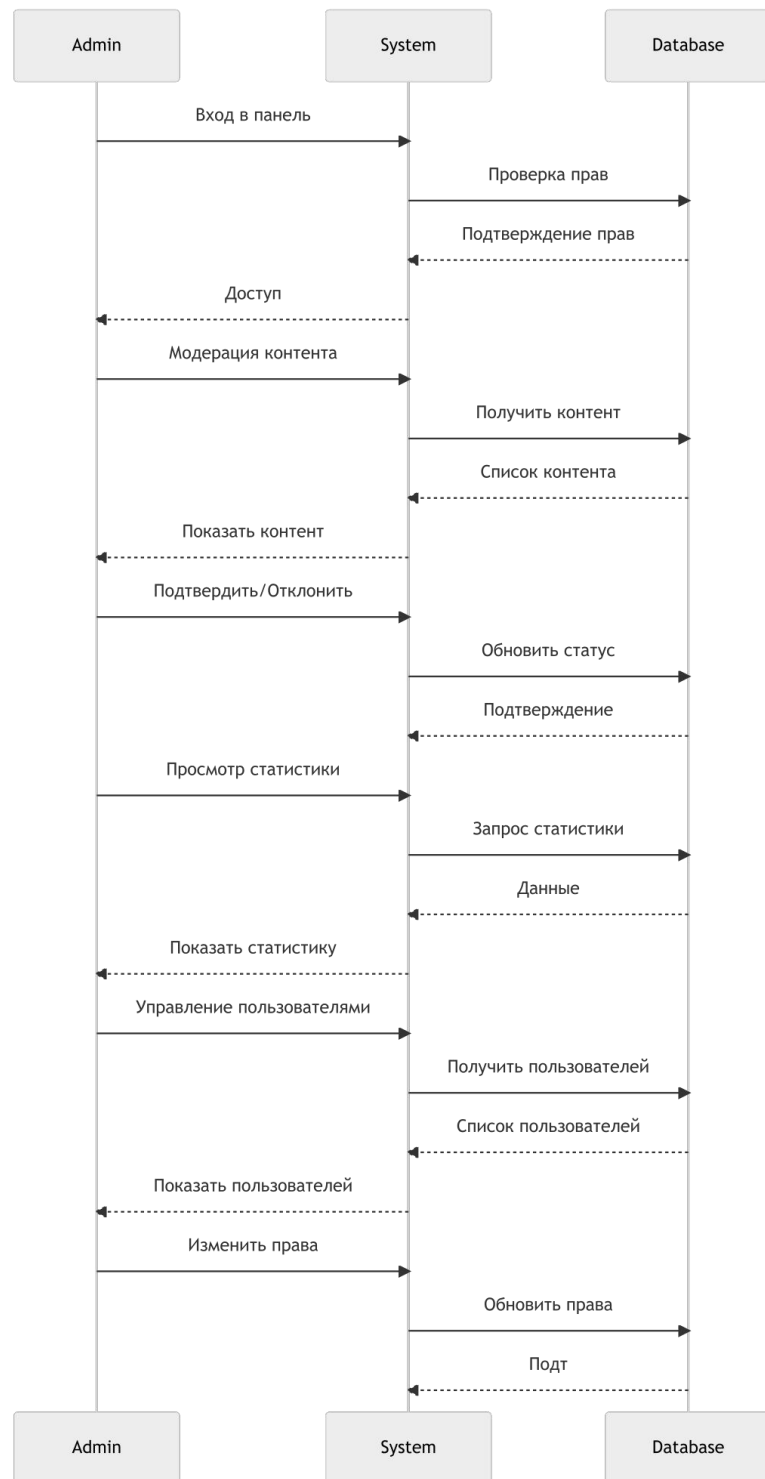 Admin
System
Database
Вход в панель
Проверка прав
Подтверждение прав
Доступ
Модерация контента
Получить контент
Список контента
Показать контент
Подтвердить/Отклонить
Обновить статус
Подтверждение
Просмотр статистики
Запрос статистики
Данные
Показать статистику
Управление пользователями
Получить пользователей
Список пользователей
Показать пользователей
Изменить права
Обновить права
Подт
Admin
System
Database